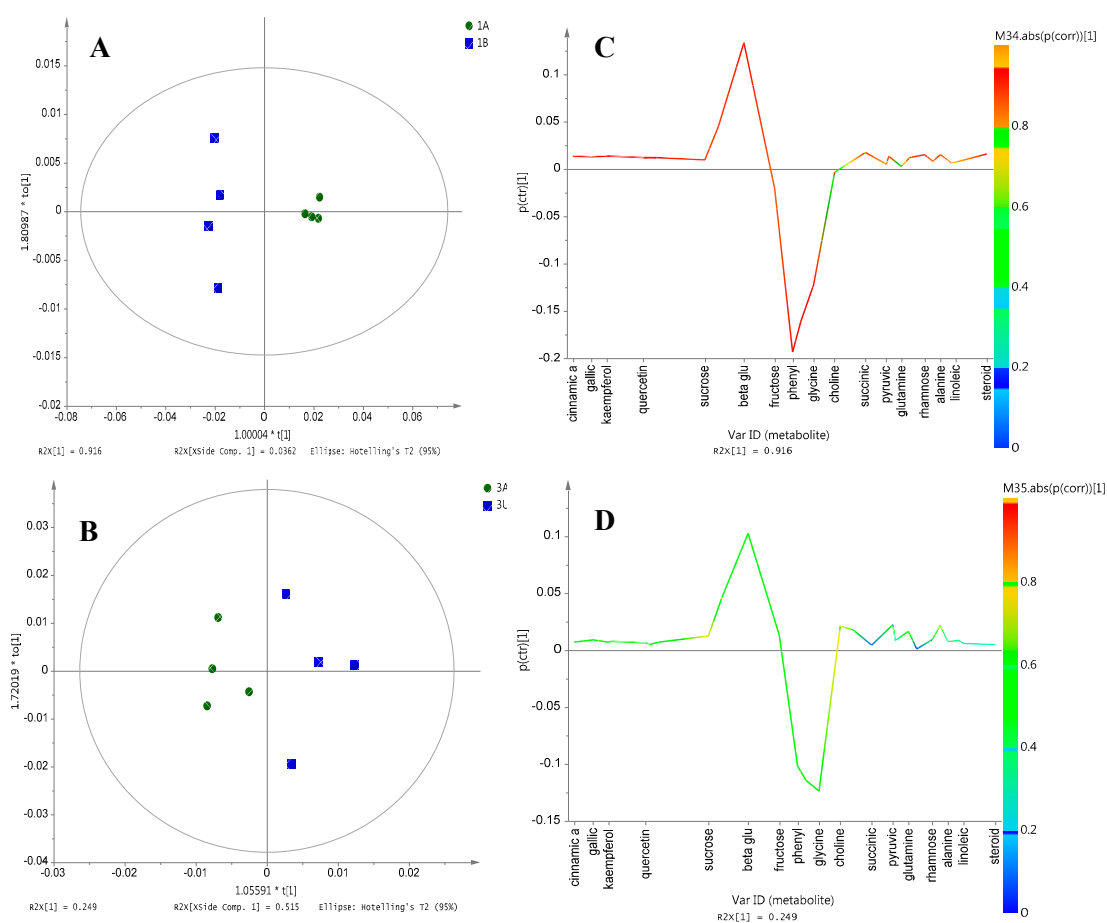 A
1A
1B
0.015
0.01
0.005
0
-0.005
-0.01
-0.015
-0.02
1.80987 * to[1]
-0.08 -0.06 -0.04 -0.02 0 0.02 0.04 0.06 0.08
1.00004 * t[1]
R2X[1] = 0.916 R2X[XSide Comp. 1] = 0.0362 Ellipse: Hotelling's T2 (95%)
C
M34.abs(p(corr))[1]
0.1
0.05
0
-0.05
-0.1
-0.15
-0.2
p(ctr)[1]
cinnamic a
gallic
kaempferol
quercetin
sucrose
beta glu
fructose
phenyl
glycine
choline
succinic
pyruvic
glutamine
rhamnose
alanine
linoleic
steroid
Var ID (metabolite)
R2X[1] = 0.916
0.8
0.6
0.4
0.2
0
B
3A
0.03
0.02
0.01
0
-0.01
-0.02
-0.03
-0.04
1.72019 * to[1]
-0.03 -0.02 -0.01 0 0.01 0.02
1.05591 * t[1]
R2X[1] = 0.249 R2X[XSide Comp. 1] = 0.515 Ellipse: Hotelling's T2 (95%)
D
M35.abs(p(corr))[1]
0.1
0.05
0
-0.05
-0.1
-0.15
p(ctr)[1]
cinnamic a
gallic
kaempferol
quercetin
sucrose
beta glu
fructose
phenyl
glycine
choline
succinic
pyruvic
glutamine
rhamnose
alanine
linoleic
steroid
Var ID (metabolite)
R2X[1] = 0.249
0.8
0.6
0.4
0.2
0